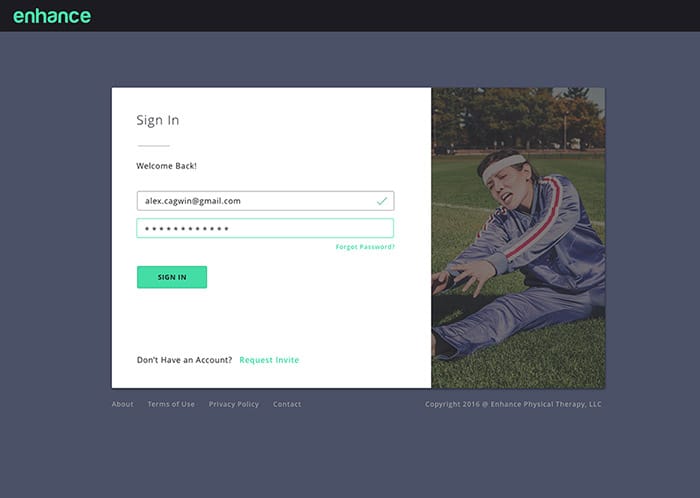 enhance
Sign In
Welcome Back!
alex.cagwin@gmail.com
************
Forgot Password?
SIGN IN
Don't Have an Account? Request Invite
About Terms of Use Privacy Policy Contact Copyright 2016 @ Enhance Physical Therapy, LLC